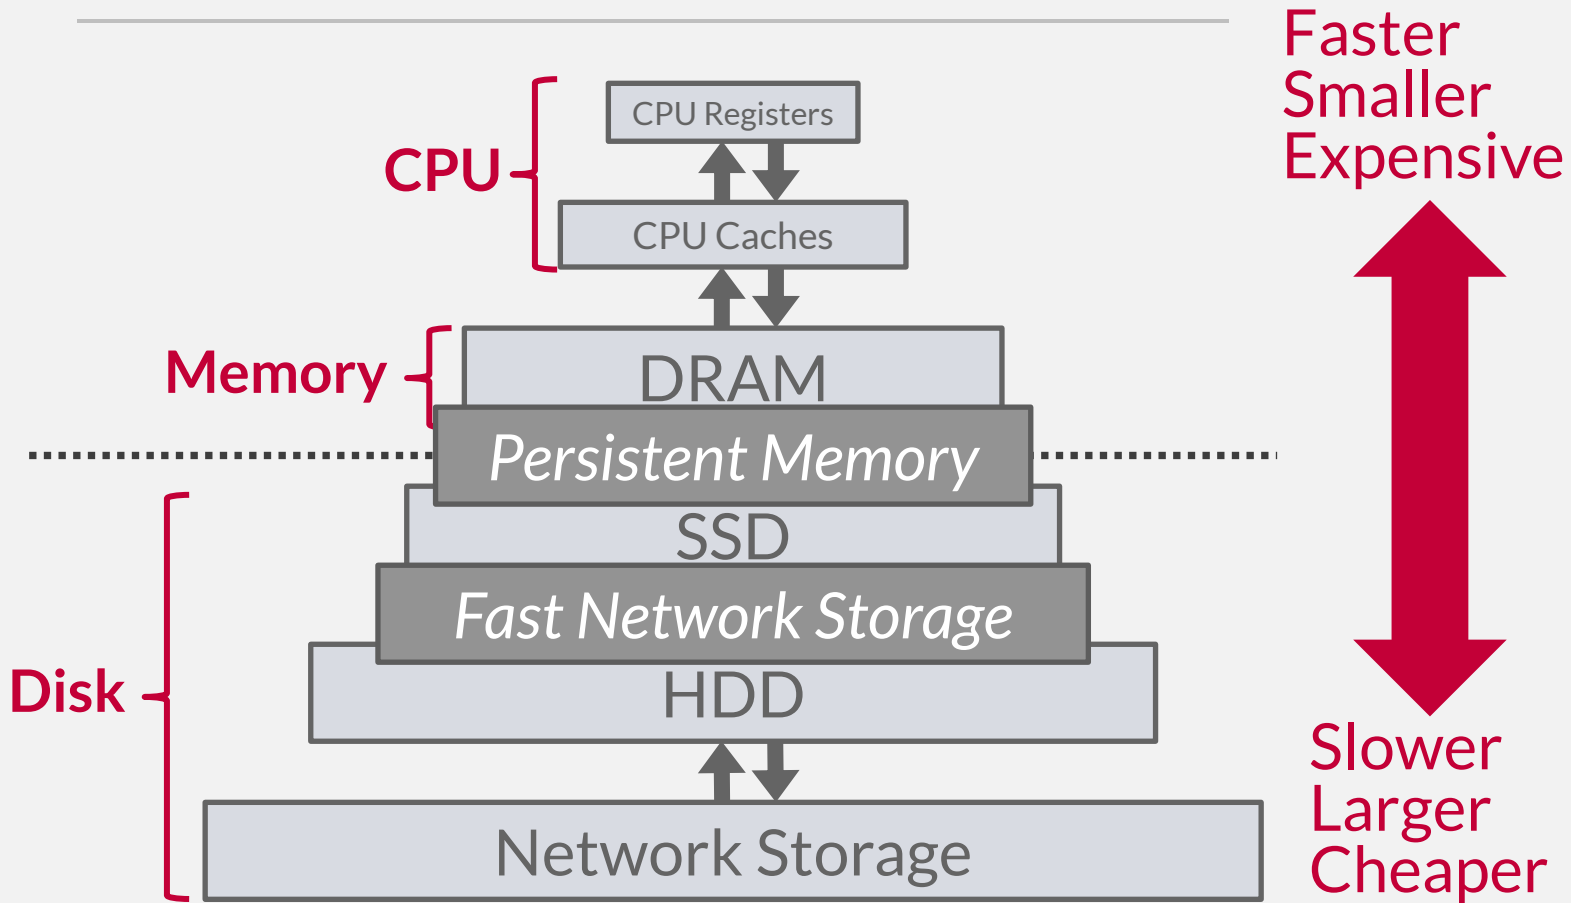 Faster
Smaller
Expensive
CPU Registers
CPU
CPU Caches
Memory
DRAM
Persistent Memory
SSD
Fast Network Storage
Disk
HDD
Slower
Larger
Cheaper
Network Storage